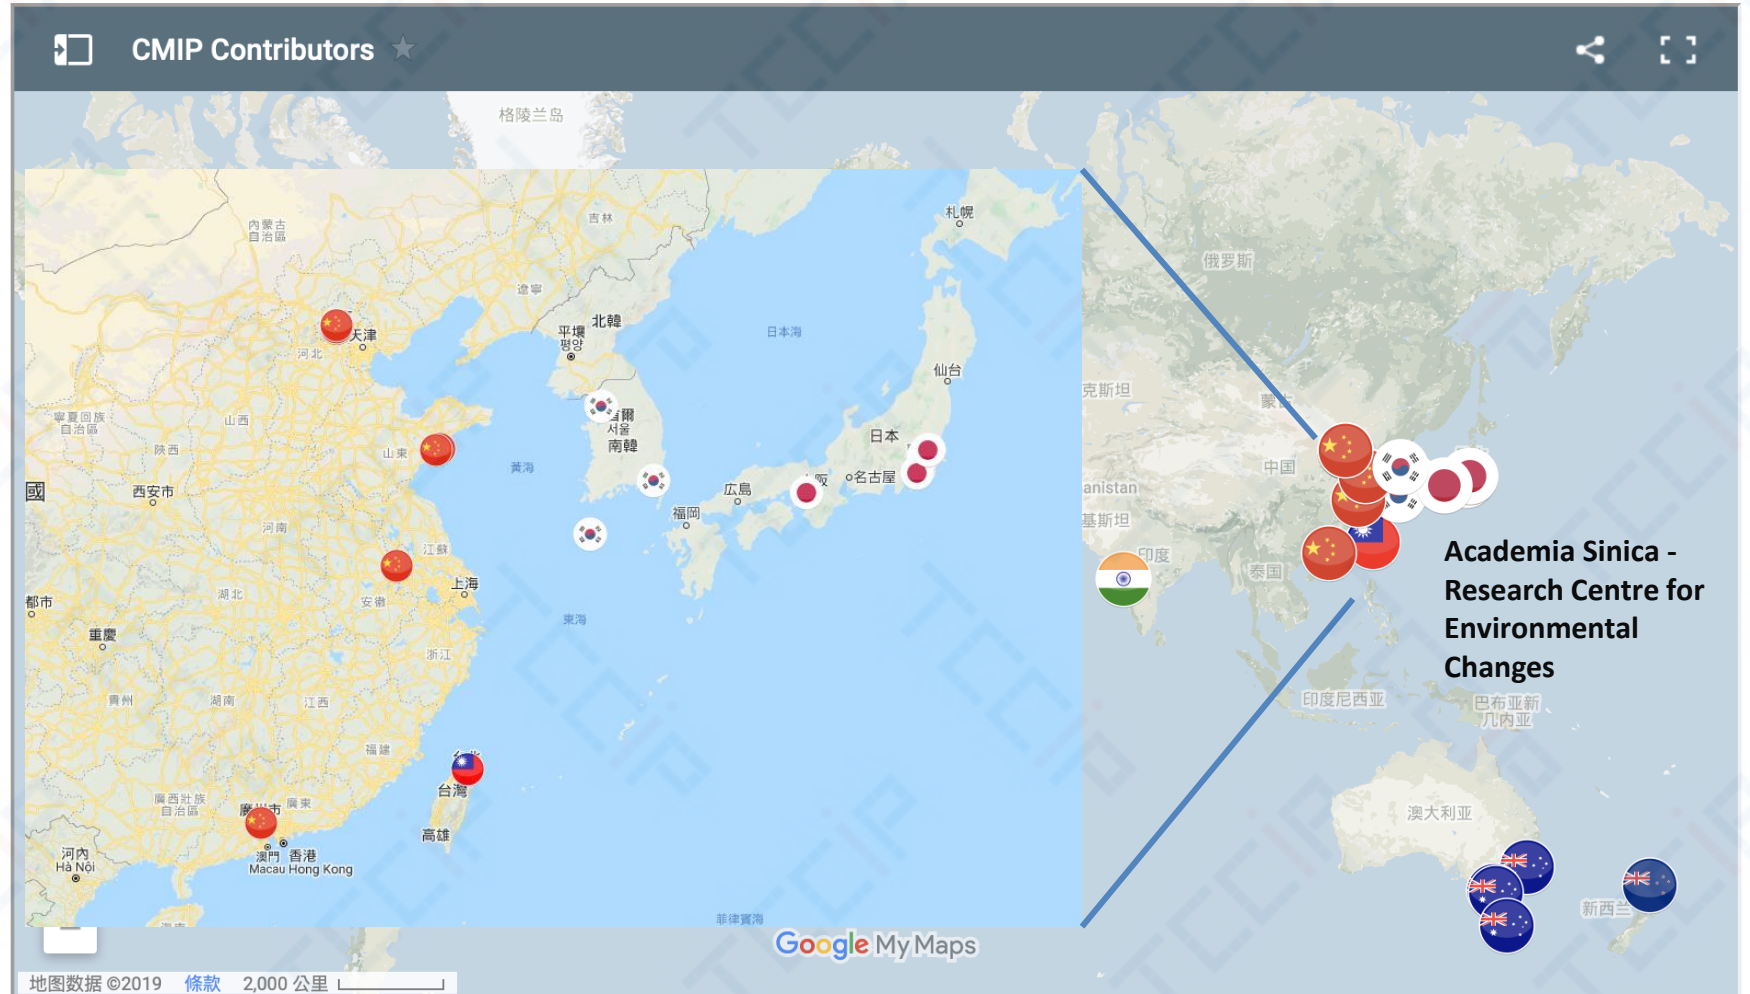 CMIP Contributors
格陵兰岛
札幌
吉林
內蒙古
自治區
俄罗斯
遼寧
北韓
平壤
평양
日本海
天津
河北
仙台
克斯坦
蒙古
寧夏回族
自治區
山西
爾
서울
南韓
日本
陝西
山東
黃海
名古屋
中国
國
西安市
広島
阪
anistan
福岡
基斯坦
河南
江蘇
印度
泰国
Academia Sinica -
Research Centre for
Environmental
Changes
上海
都市
湖北
安徽
東海
重慶
浙江
貴州
湖南
江西
印度尼西亚
巴布亚新
几内亚
福建
台灣
廣西壯族
自治區
廣東
市
澳大利亚
高雄
河內
Hà Nội
澳門
香港
Macau Hong Kong
新西兰
菲律賓海
Google My Maps
地图数据 ©2019 條款 2,000 公里
TCCIP